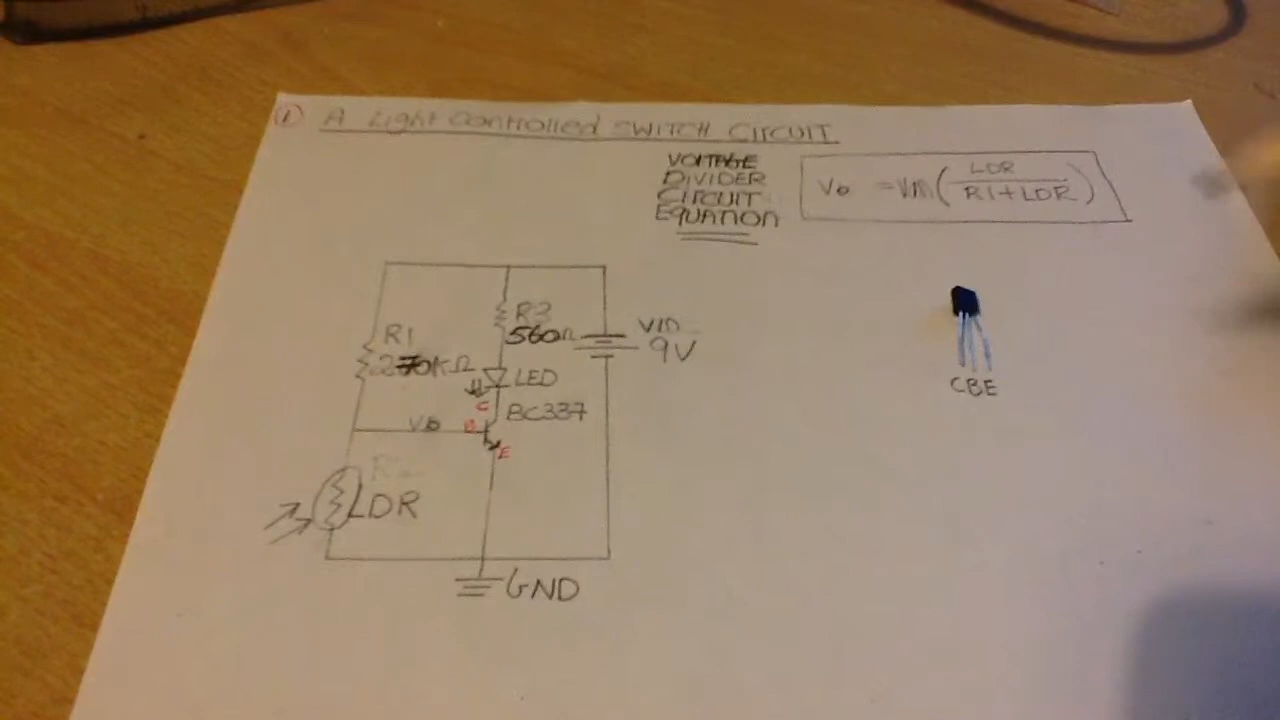 1
A Light Controlled SWITCH CIRCUIT
VOLTAGE
DIVIDER
CIRCUIT
EQUATION
Vb = Vin( LDR
R1+LDR )
R1
270KΩ
R3
560Ω
Vin
9V
LED
C
BC337
Vb
B
E
LDR
GND
CBE